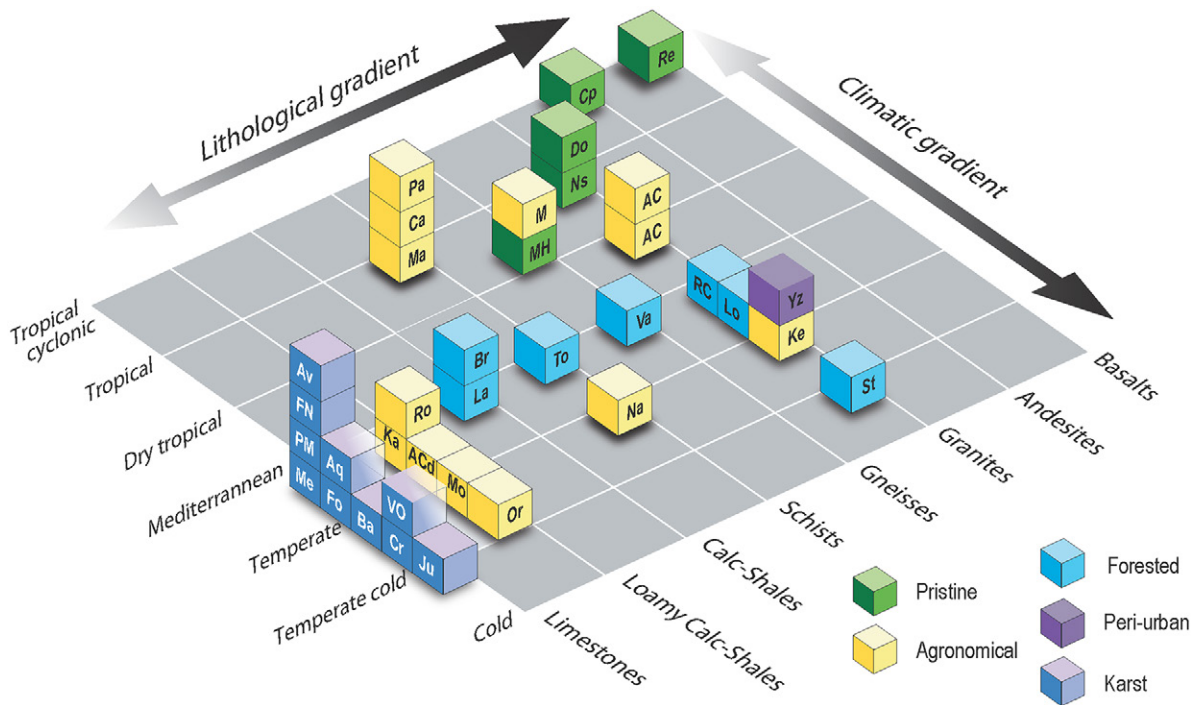 Lithological gradient
Climatic gradient
Re
Cp
Do
Ns
Pa
Ca
Ma
M
MH
AC
AC
RC
Lo
Yz
Ke
Va
To
Br
La
St
Na
Av
FN
PM
Me
Aq
Fo
Ba
VO
Cr
Ju
Ro
Ka
ACd
Mo
Or
Tropical
cyclonic
Tropical
Dry tropical
Mediterrannean
Temperate
Temperate cold
Cold
Limestones
Loamy Calc-Shales
Calc-Shales
Schists
Gneisses
Granites
Andesites
Basalts
Pristine
Agronomical
Forested
Peri-urban
Karst